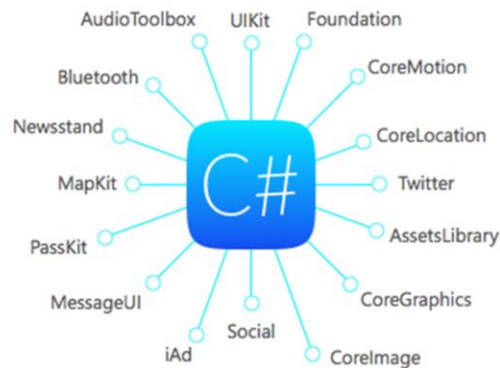 AudioToolbox
UIKit
Foundation
Bluetooth
CoreMotion
Newsstand
CoreLocation
MapKit
C#
Twitter
PassKit
AssetsLibrary
MessageUI
CoreGraphics
Social
iAd
CoreImage